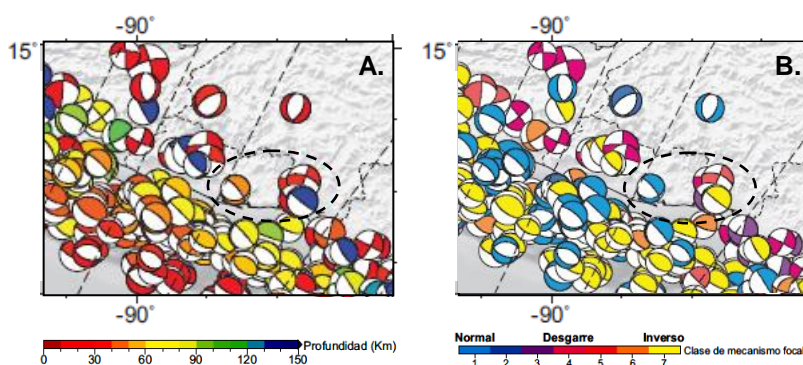 -90° -90°
15° 15°
A. B.
-90° -90°
Normal Desgarre Inverso
Profundidad (Km) Clase de mecanismo focal
0 30 60 90 120 150 1 2 3 4 5 6 7